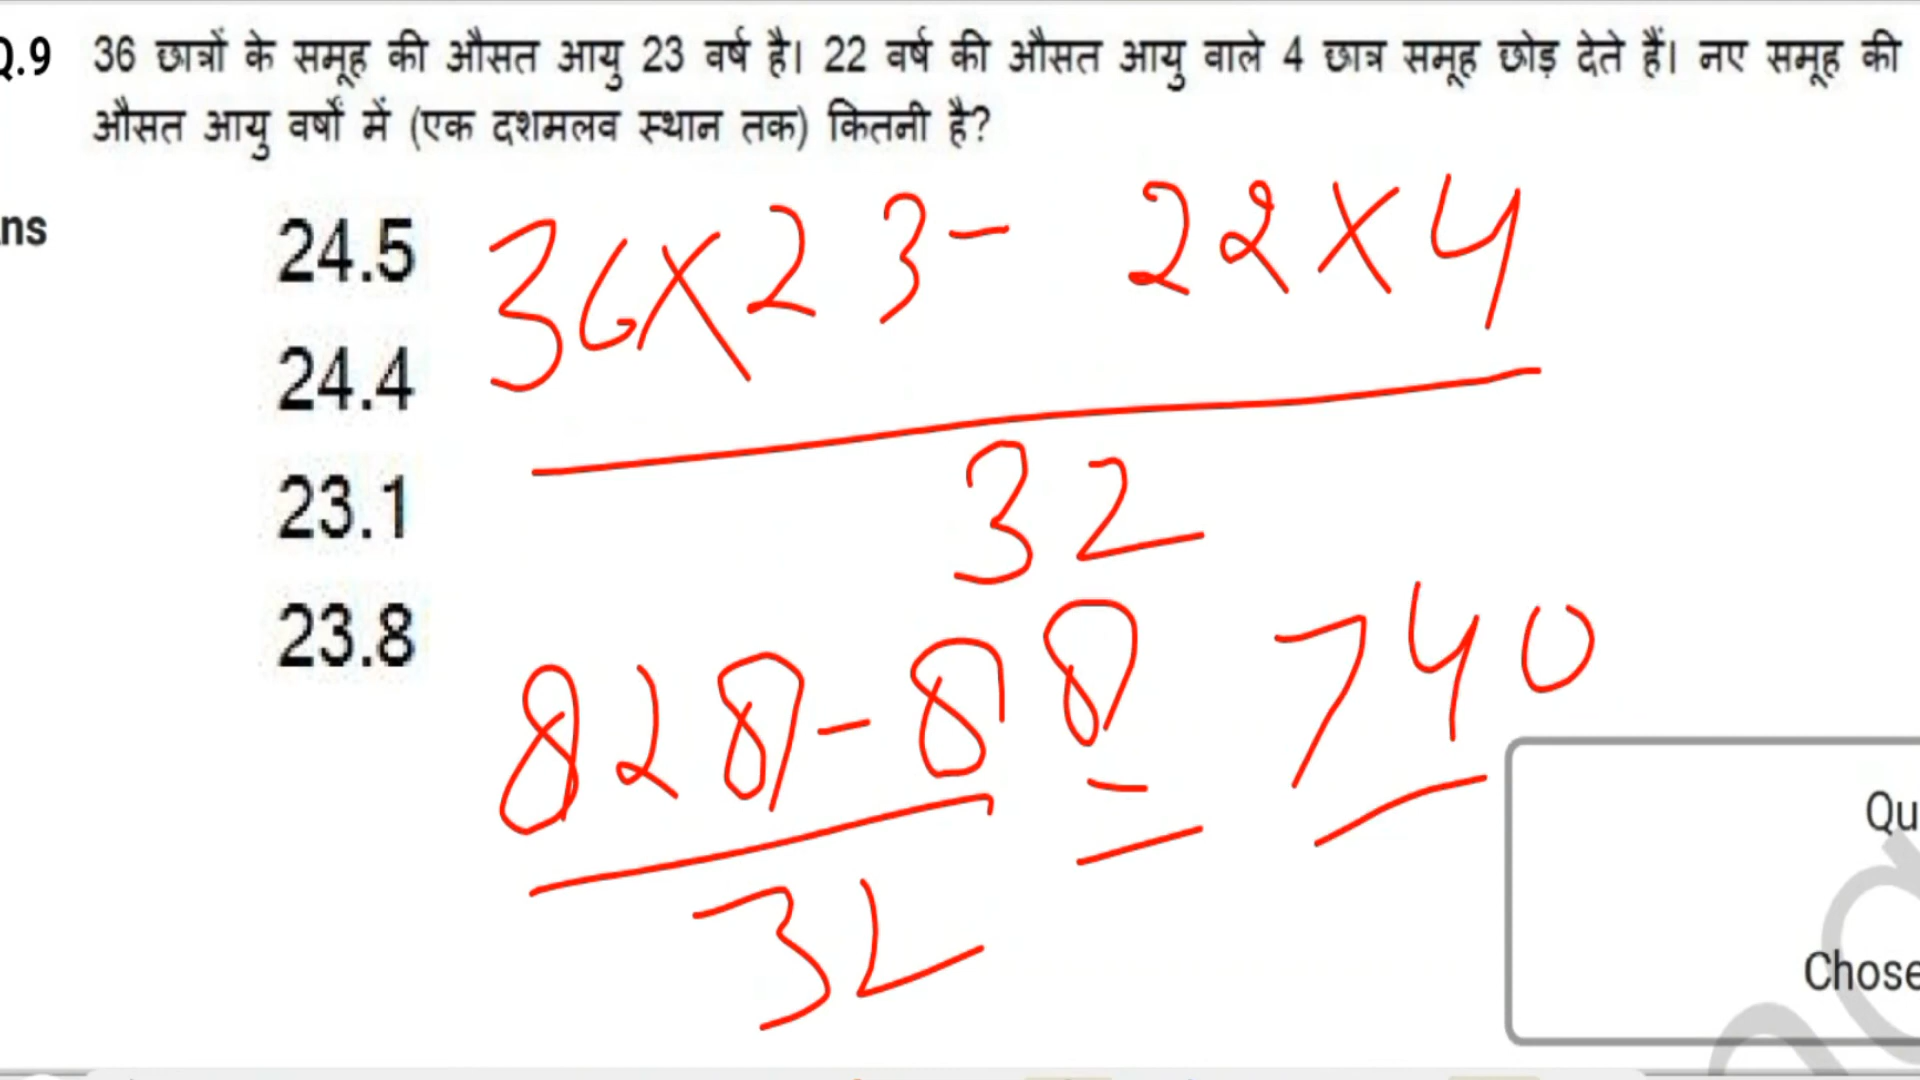 Q.9 36 छात्रों के समूह की औसत आयु 23 वर्ष है। 22 वर्ष की औसत आयु वाले 4 छात्र समूह छोड़ देते हैं। नए समूह की
औसत आयु वर्षों में (एक दशमलव स्थान तक) कितनी है?
ns
24.5
24.4
23.1
23.8
36×23- 22×4
32
828-88 = 740
32
Qu
Chose